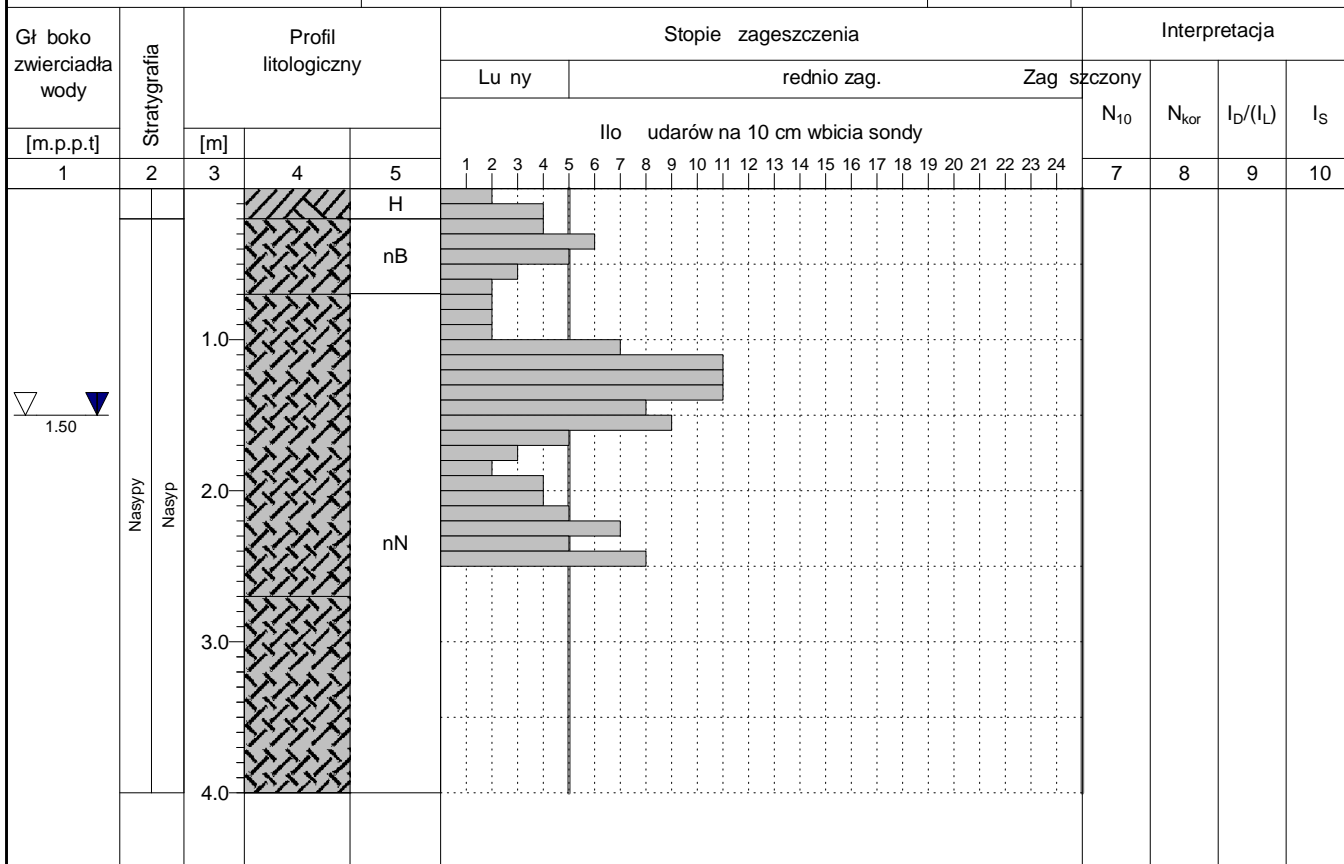 Gł boko
zwierciadła
wody
[m.p.p.t]
Stratygrafia
Profil
litologiczny
[m]
Stopie zageszczenia
Lu ny
rednio zag.
Zag szczony
Ilo udarów na 10 cm wbicia sondy
Interpretacja
N10
Nkor
ID/(IL)
IS
1 2 3 4 5 6 7 8 9 10 11 12 13 14 15 16 17 18 19 20 21 22 23 24
1 2 3 4 5 7 8 9 10
H
nB
1.0
1.50
2.0
Nasypy
Nasyp
nN
3.0
4.0